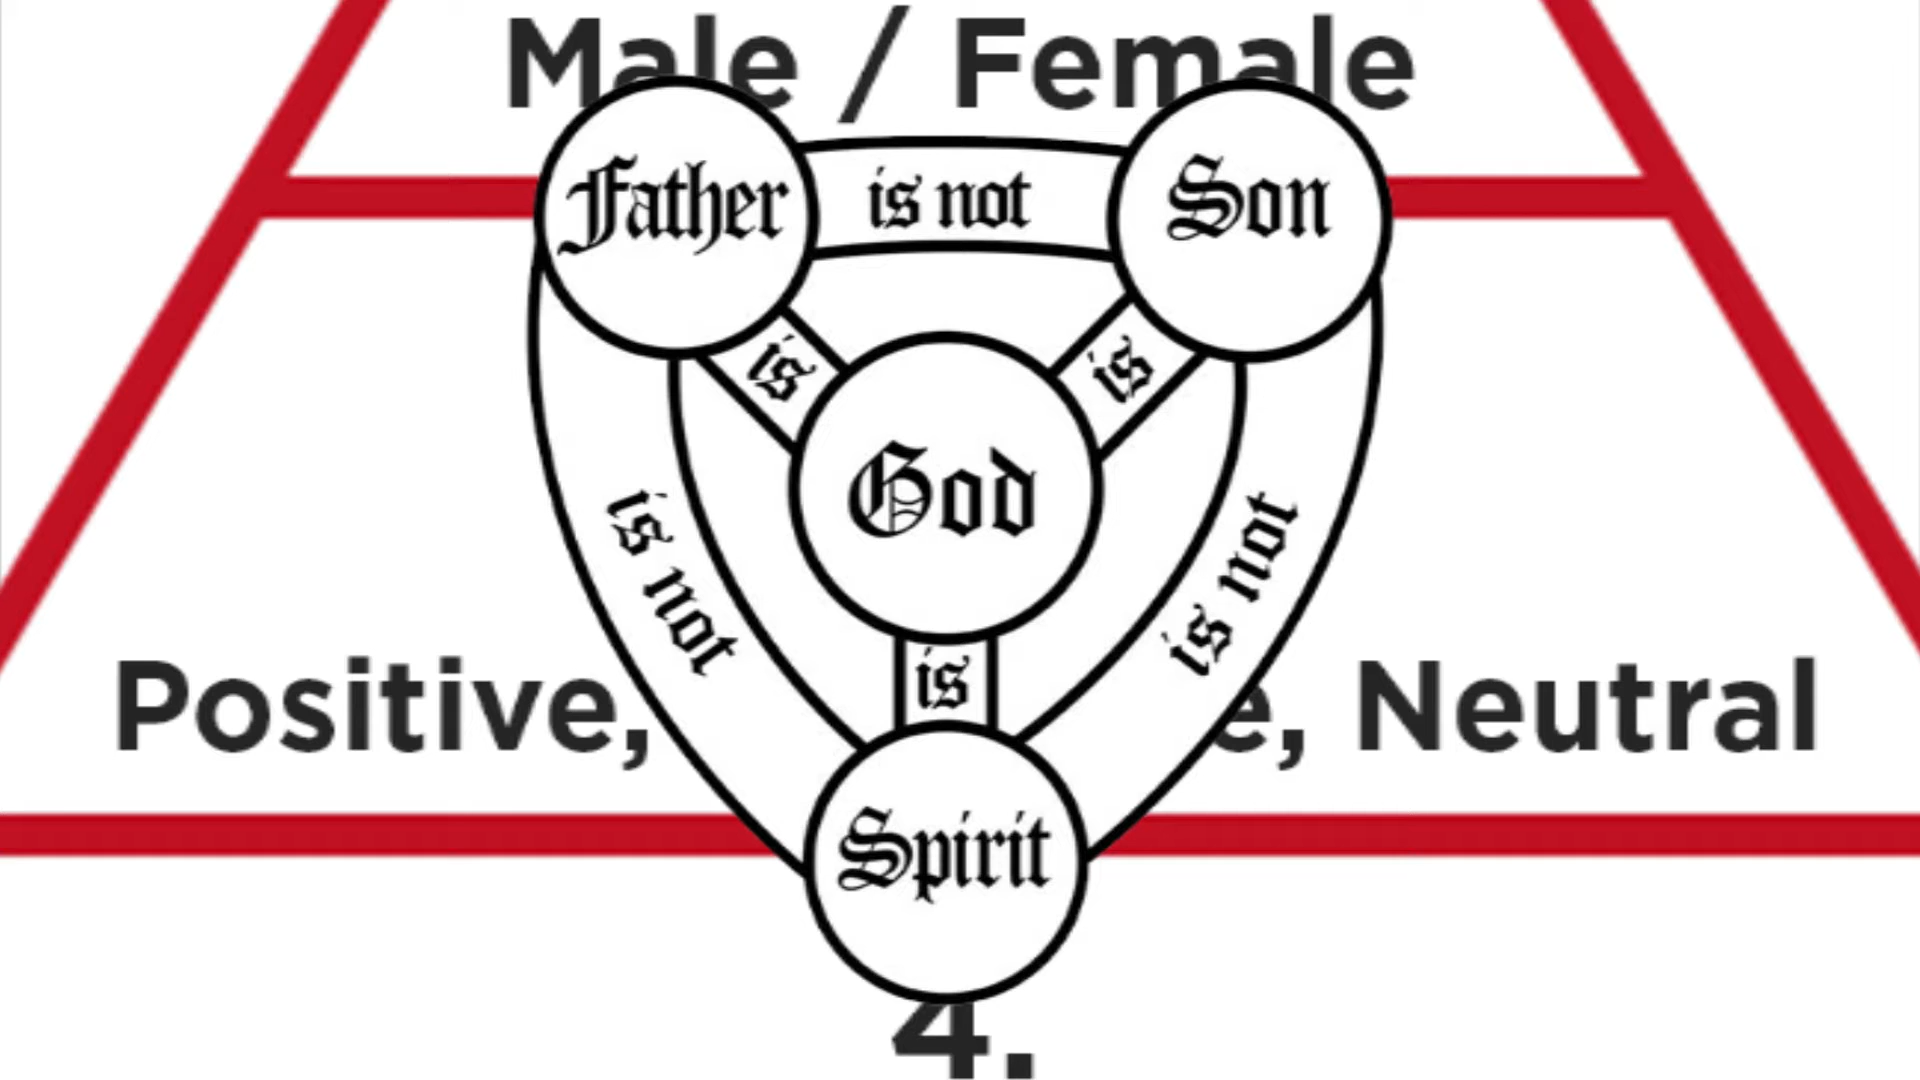 Male / Female
Father is not Son
is is
God
is not is not
is
Positive, e, Neutral
Spirit
4.